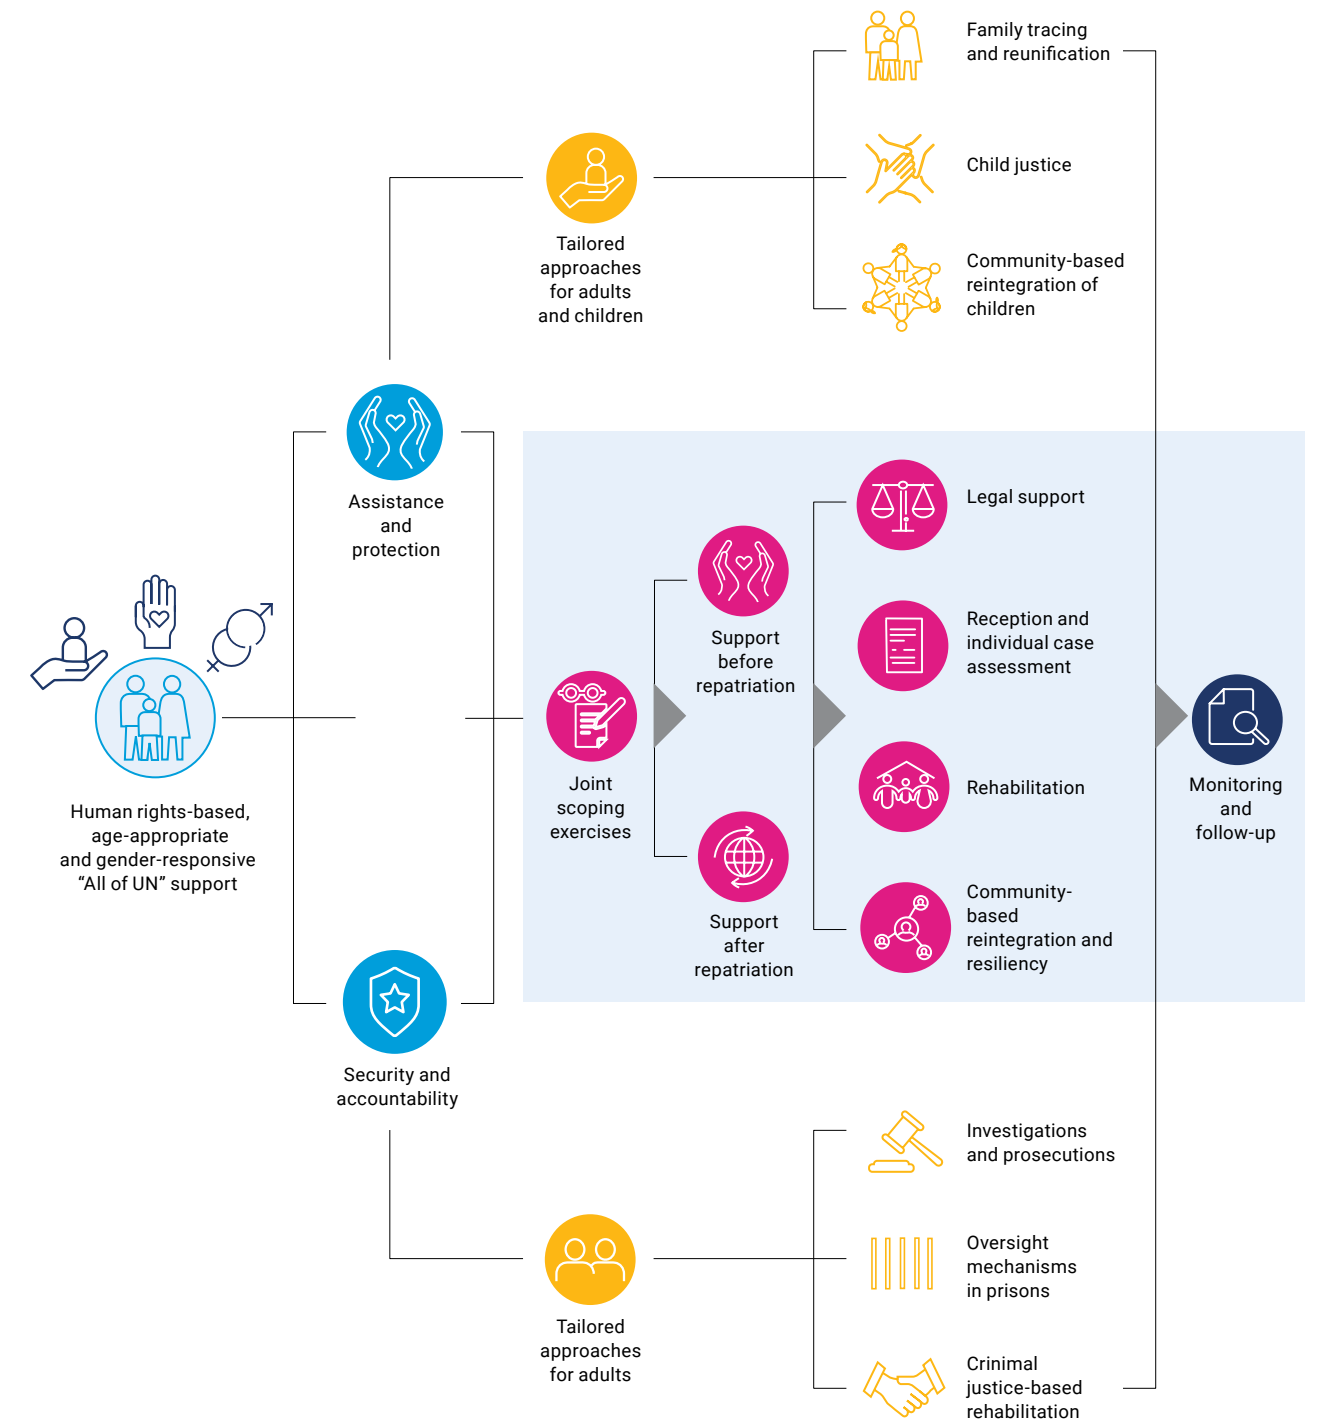 Family tracing
and reunification
Child justice
Community-based
reintegration of
children
Tailored
approaches
for adults
and children
Assistance
and
protection
Human rights-based,
age-appropriate
and gender-responsive
“All of UN” support
Security and
accountability
Joint
scoping
exercises
Support
before
repatriation
Support
after
repatriation
Legal support
Reception and
individual case
assessment
Rehabilitation
Community-
based
reintegration and
resiliency
Monitoring
and
follow-up
Tailored
approaches
for adults
Investigations
and prosecutions
Oversight
mechanisms
in prisons
Crinimal
justice-based
rehabilitation